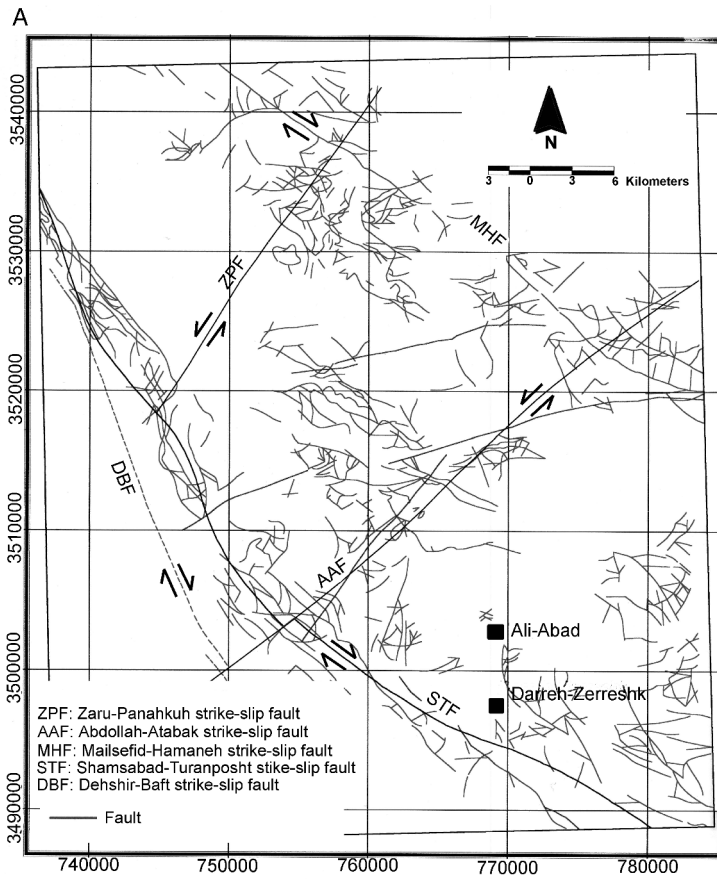 A
3540000
3530000
3520000
3510000
3500000
3490000
N
3 0 3 6 Kilometers
MHF
ZPF
DBF
AAF
STF
Ali-Abad
Darreh-Zerreshk
ZPF: Zaru-Panahkuh strike-slip fault
AAF: Abdollah-Atabak strike-slip fault
MHF: Mailsefid-Hamaneh strike-slip fault
STF: Shamsabad-Turanposht stike-slip fault
DBF: Dehshir-Baft strike-slip fault
Fault
740000 750000 760000 770000 780000